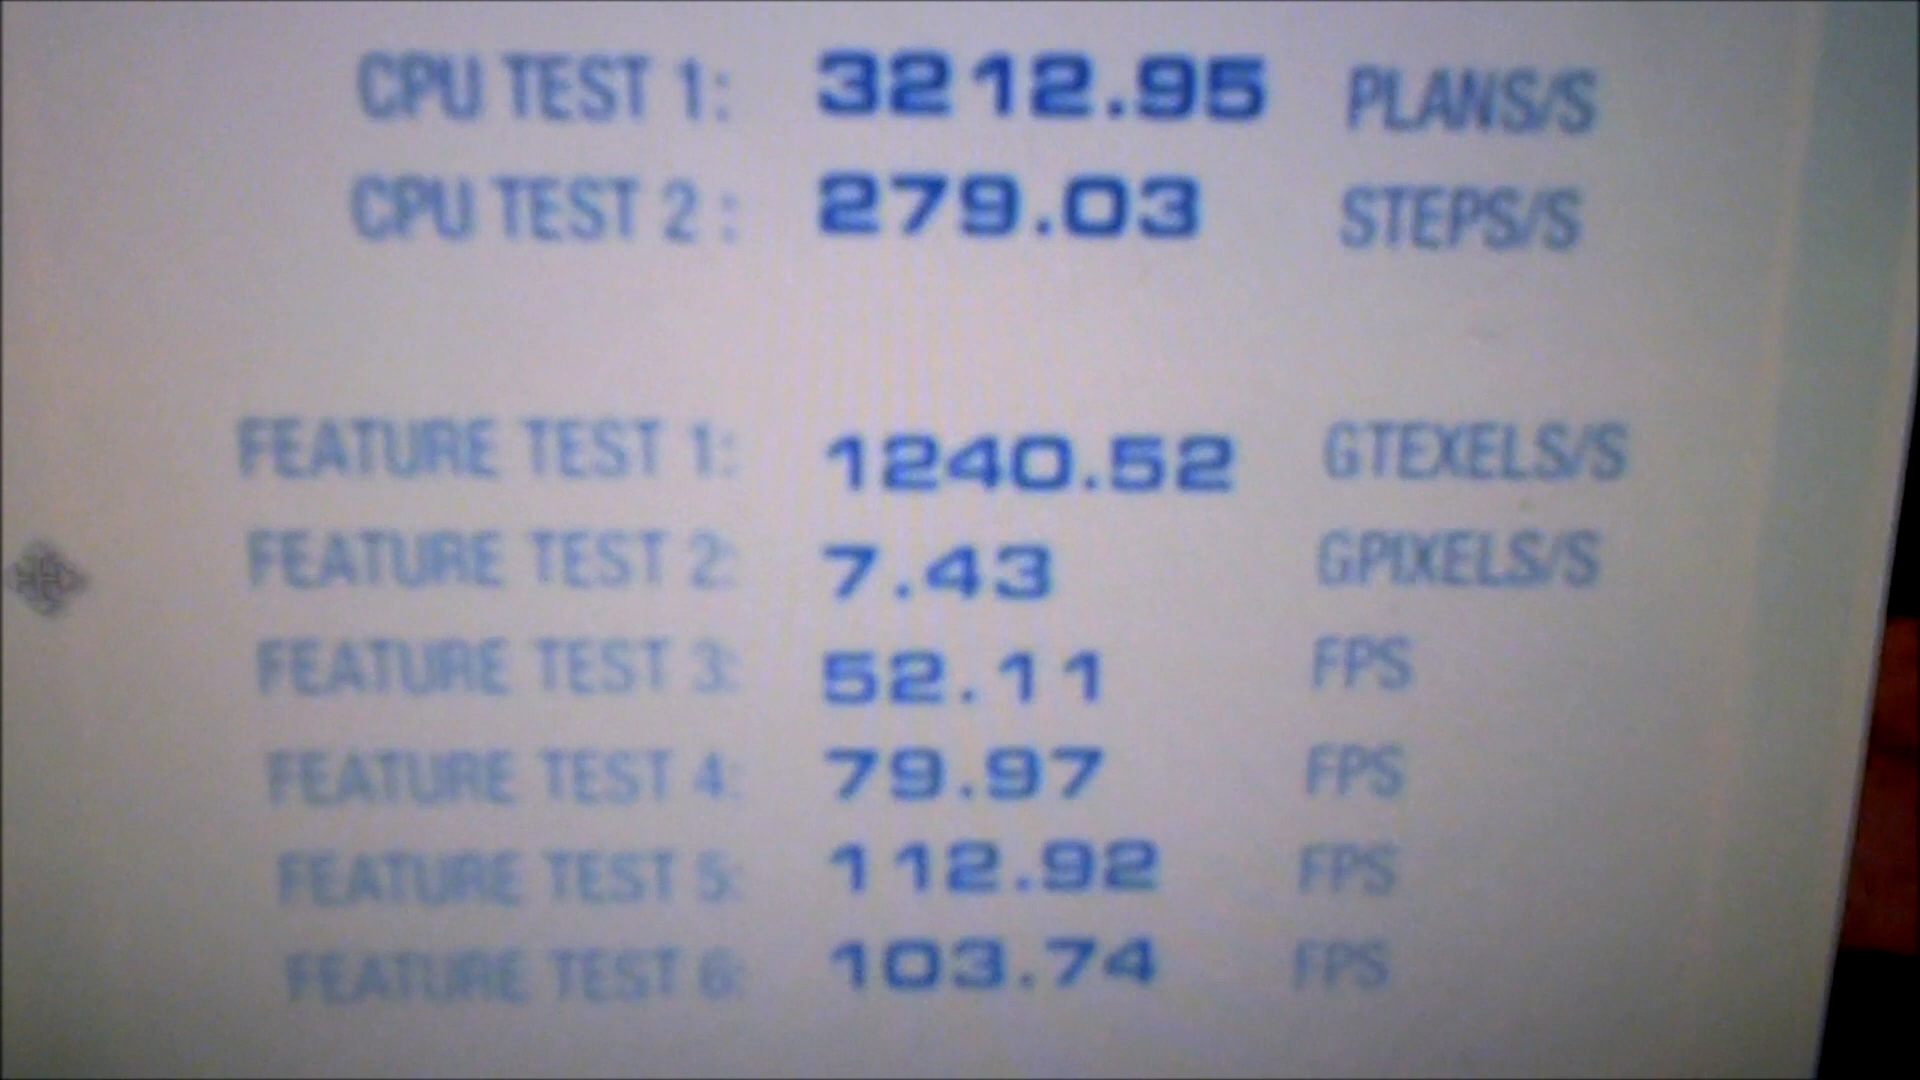 CPU TEST 1: 3212.95 PLANS/S
CPU TEST 2 : 279.03 STEPS/S
FEATURE TEST 1: 1240.52 GTEXELS/S
FEATURE TEST 2: 7.43 GPIXELS/S
FEATURE TEST 3: 52.11 FPS
FEATURE TEST 4: 79.97 FPS
FEATURE TEST 5: 112.92 FPS
FEATURE TEST 6: 103.74 FPS